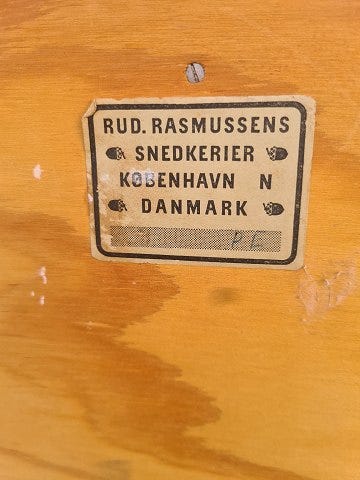 RUD. RASMUSSENS
SNEDKERIER
KØBENHAVN N
DANMARK